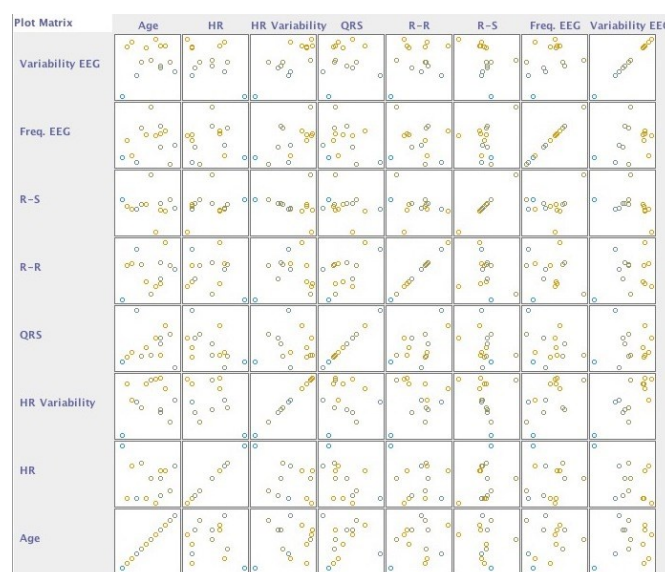 Plot Matrix Age HR HR Variability QRS R-R R-S Freq. EEG Variability EEG
Variability EEG
Freq. EEG
R-S
R-R
QRS
HR Variability
HR
Age